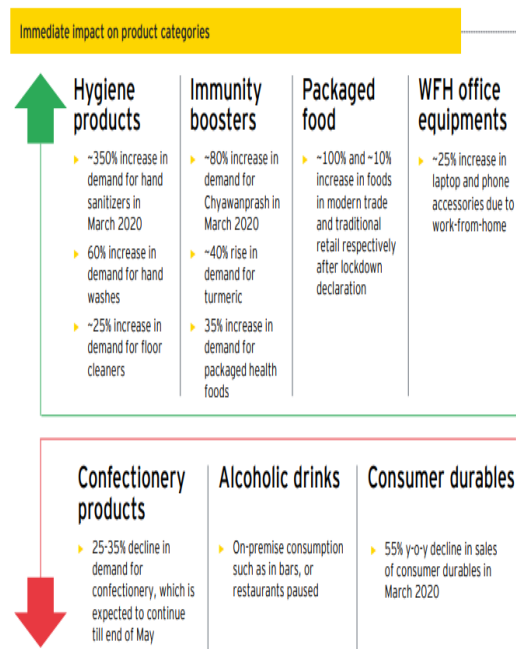 Immediate impact on product categories
Hygiene
products
~350% increase in
demand for hand
sanitizers in
March 2020
60% increase in
demand for hand
washes
~25% increase in
demand for floor
cleaners
Immunity
boosters
~80% increase in
demand for
Chyawanprash in
March 2020
~40% rise in
demand for
turmeric
35% increase in
demand for
packaged health
foods
Packaged
food
~100% and ~10%
increase in foods
in modern trade
and traditional
retail respectively
after lockdown
declaration
WFH office
equipments
~25% increase in
laptop and phone
accessories due to
work-from-home
Confectionery
products
25-35% decline in
demand for
confectionery, which is
expected to continue
till end of May
Alcoholic drinks
On-premise consumption
such as in bars, or
restaurants paused
Consumer durables
55% y-o-y decline in sales
of consumer durables in
March 2020